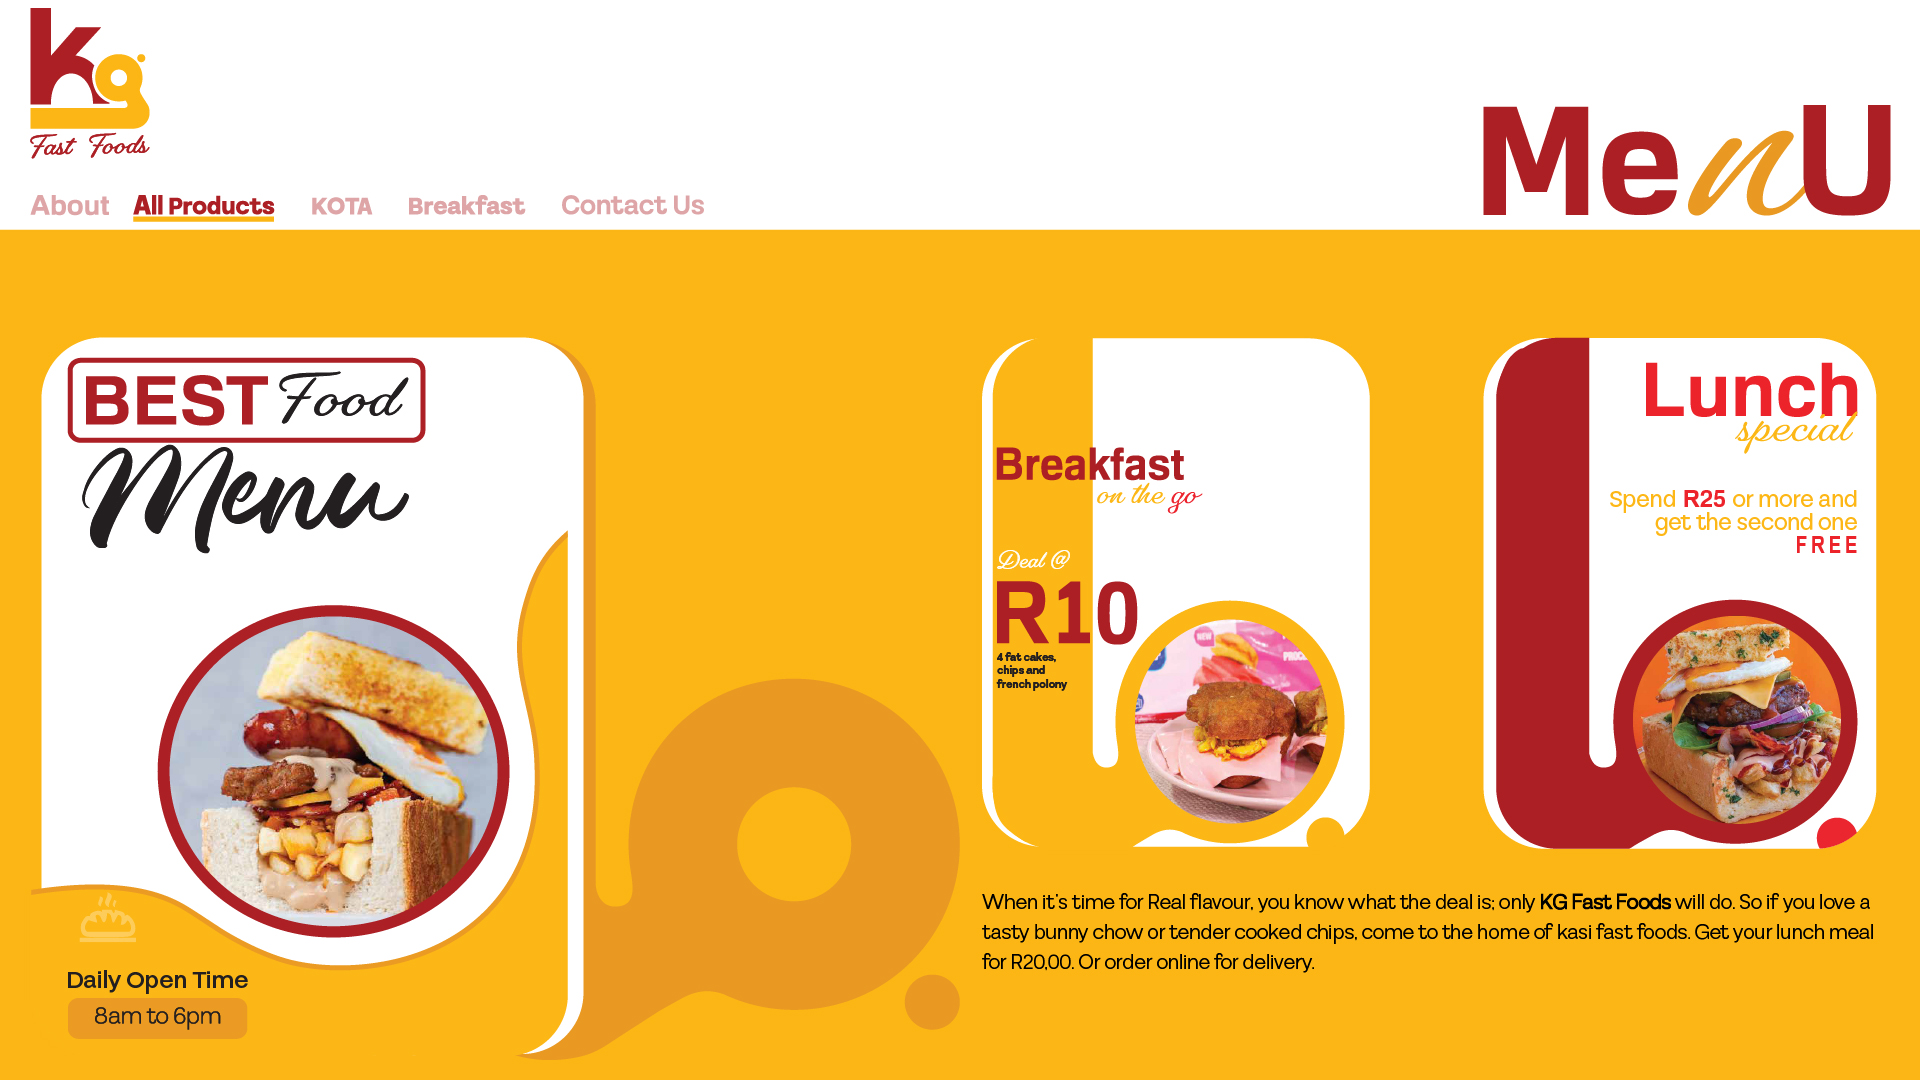 kg
Fast Foods
About All Products KOTA Breakfast Contact Us
MenU
BEST Food
Menu
Daily Open Time
8am to 6pm
Breakfast
on the go
Deal @
R10
4 fat cakes,
chips and
french polony
NEW
Lunch
special
Spend R25 or more and
get the second one
FREE
When it's time for Real flavour, you know what the deal is; only KG Fast Foods will do. So if you love a
tasty bunny chow or tender cooked chips, come to the home of kasi fast foods. Get your lunch meal
for R20,00. Or order online for delivery.